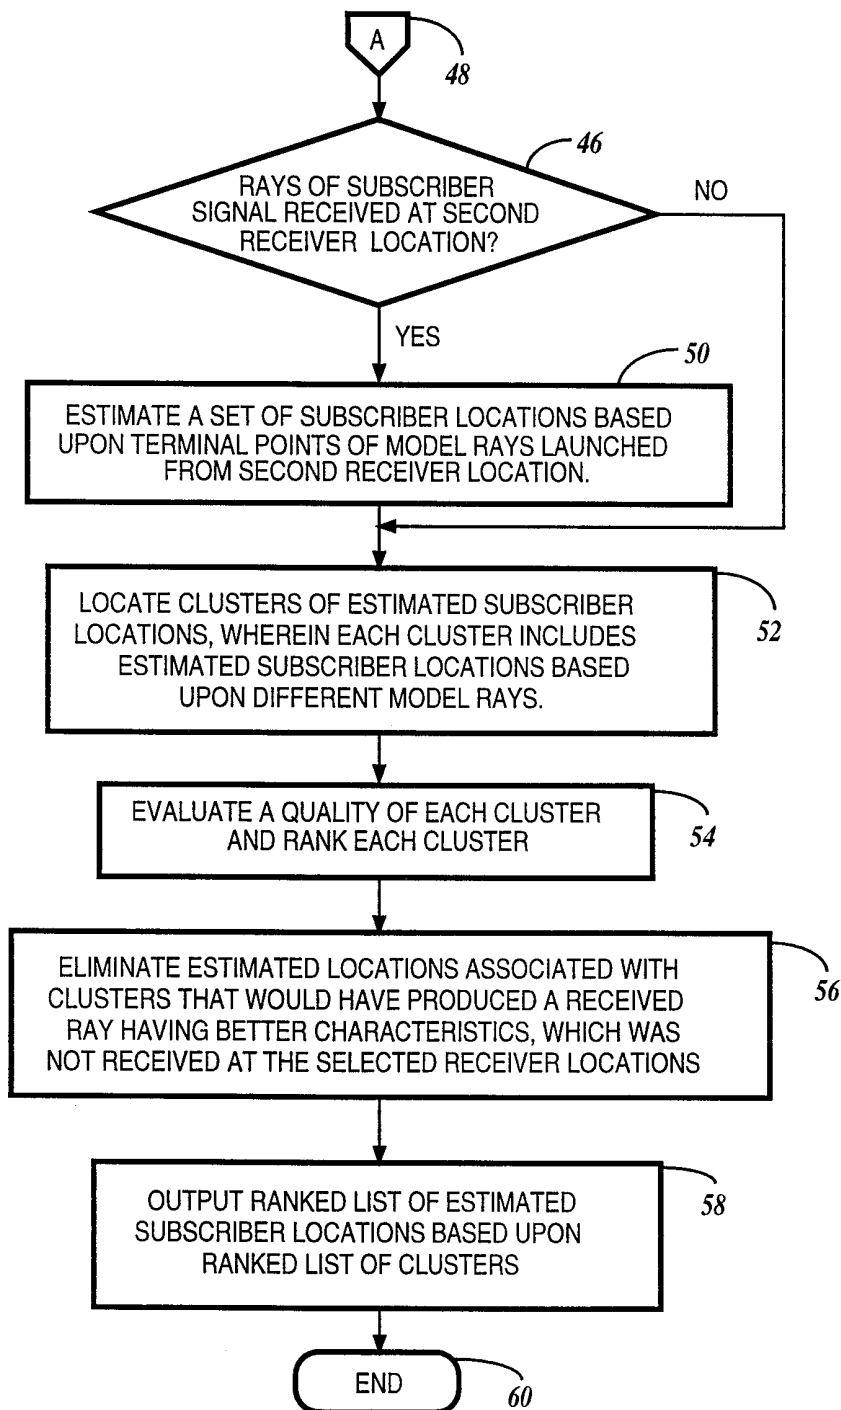 A
48
46
RAYS OF SUBSCRIBER
SIGNAL RECEIVED AT SECOND
RECEIVER LOCATION?
NO
YES
50
ESTIMATE A SET OF SUBSCRIBER LOCATIONS BASED
UPON TERMINAL POINTS OF MODEL RAYS LAUNCHED
FROM SECOND RECEIVER LOCATION.
LOCATE CLUSTERS OF ESTIMATED SUBSCRIBER
LOCATIONS, WHEREIN EACH CLUSTER INCLUDES
ESTIMATED SUBSCRIBER LOCATIONS BASED
UPON DIFFERENT MODEL RAYS.
52
EVALUATE A QUALITY OF EACH CLUSTER
AND RANK EACH CLUSTER
54
ELIMINATE ESTIMATED LOCATIONS ASSOCIATED WITH
CLUSTERS THAT WOULD HAVE PRODUCED A RECEIVED
RAY HAVING BETTER CHARACTERISTICS, WHICH WAS
NOT RECEIVED AT THE SELECTED RECEIVER LOCATIONS
56
OUTPUT RANKED LIST OF ESTIMATED
SUBSCRIBER LOCATIONS BASED UPON
RANKED LIST OF CLUSTERS
58
END
60